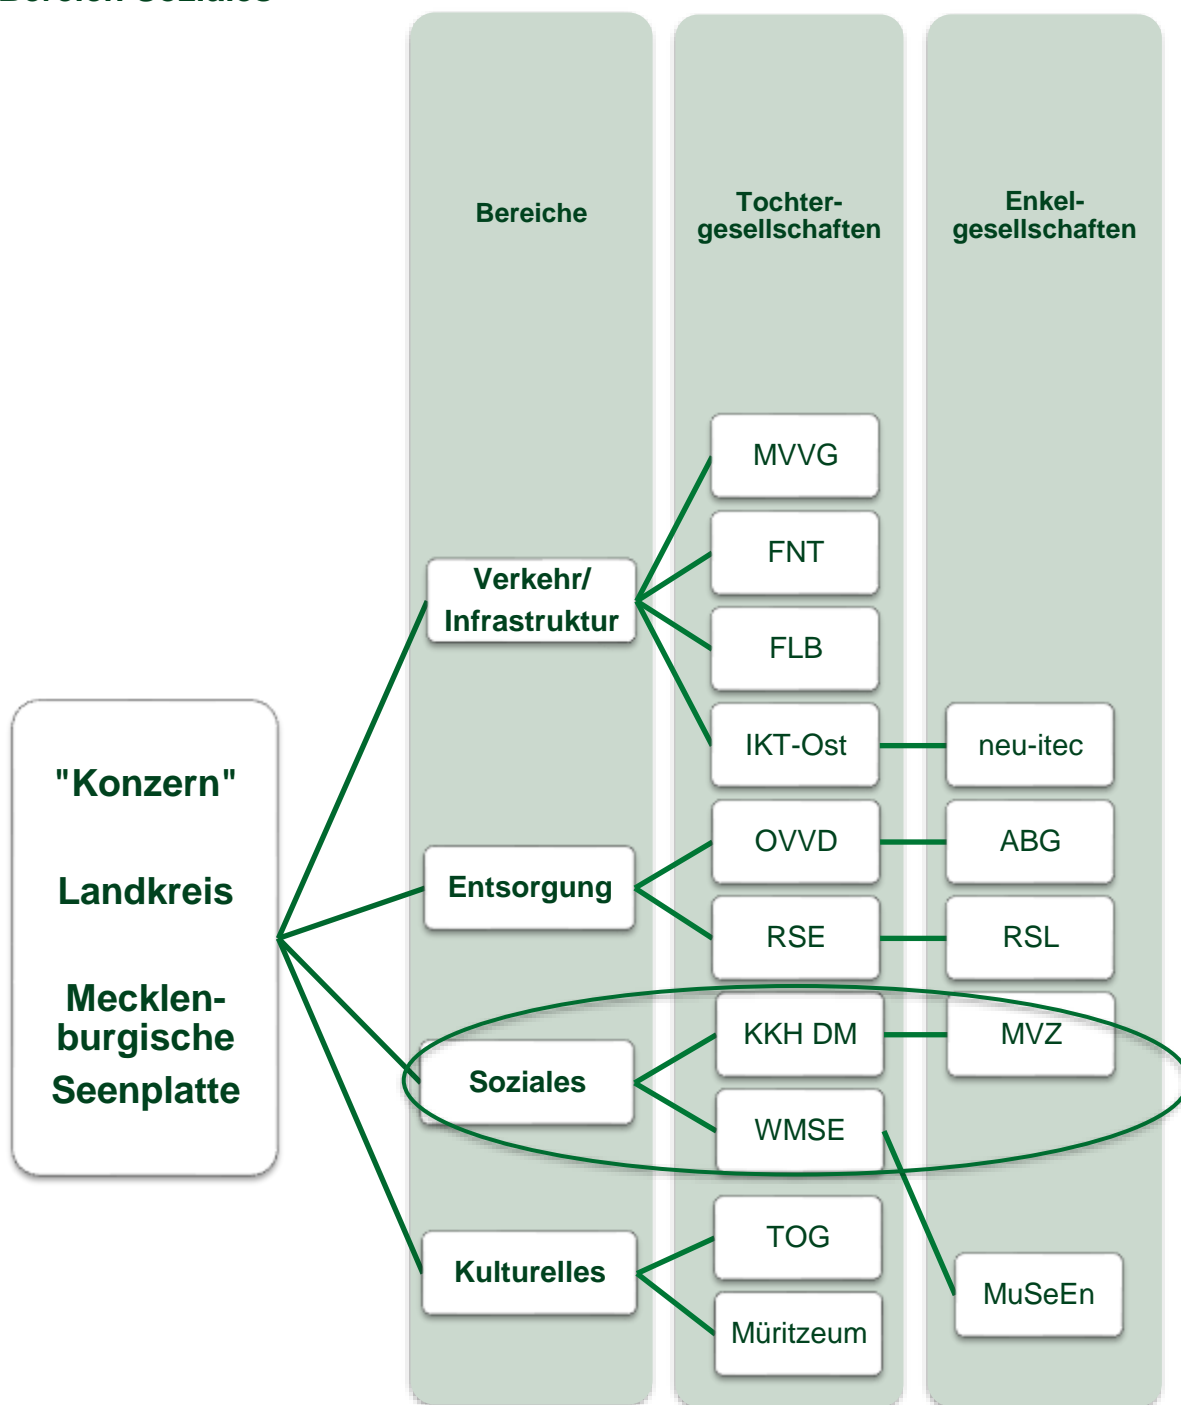 Bereich Soziales
Bereiche
Tochter-
gesellschaften
Enkel-
gesellschaften
MVVG
FNT
Verkehr/
Infrastruktur
FLB
IKT-Ost
neu-itec
"Konzern"
Landkreis
Mecklen-
burgische
Seenplatte
OVVD
ABG
Entsorgung
RSE
RSL
KKH DM
MVZ
Soziales
WMSE
TOG
Kulturelles
MuSeEn
Müritzeum